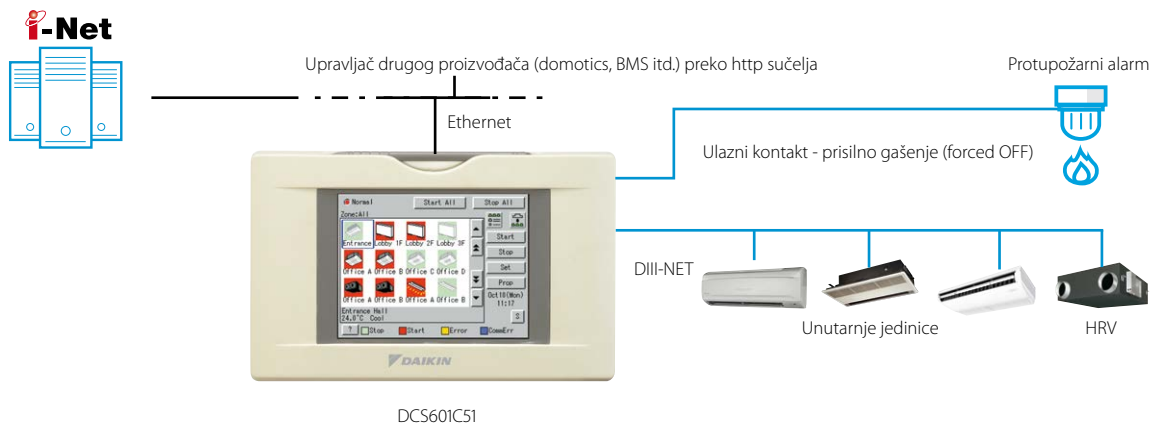 i-Net
Upravljač drugog proizvođača (domotics, BMS itd.) preko http sučelja
Protupožarni alarm
Ethernet
Ulazni kontakt - prisilno gašenje (forced OFF)
Normal
Start All
Stop All
Zone:All
Entrance Lobby 1F Lobby 2F Lobby 3F
Start
Stop
Office A Office B Office C Office D
Set
Prop
Office A Office B Office A Office B
Oct18(Mon)
11:17
Entrance Hall
24.8°C Cool
? Stop Start Error CommErr
DIII-NET
Unutarnje jedinice
HRV
DAIKIN
DCS601C51